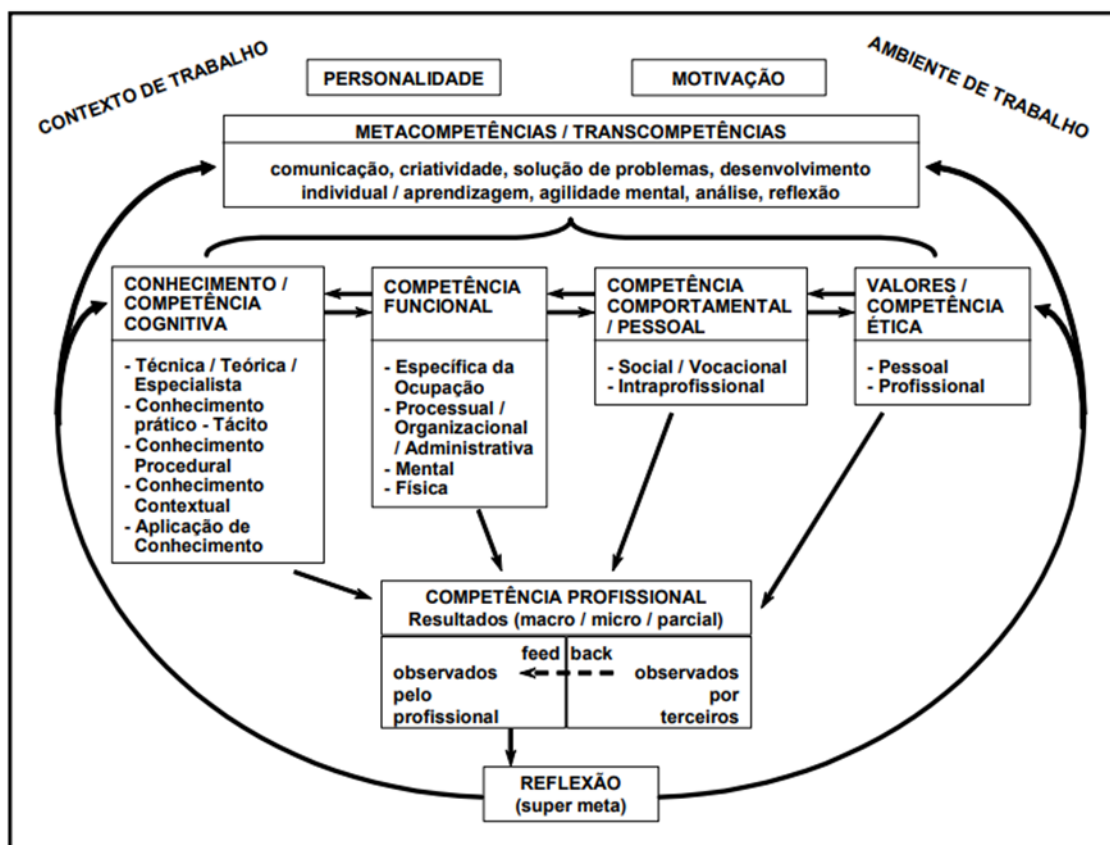 CONTEXTO DE TRABALHO
PERSONALIDADE
MOTIVAÇÃO
AMBIENTE DE TRABALHO
METACOMPETÊNCIAS / TRANSCOMPETÊNCIAS
comunicação, criatividade, solução de problemas, desenvolvimento
individual / aprendizagem, agilidade mental, análise, reflexão
CONHECIMENTO /
COMPETÊNCIA
COGNITIVA
- Técnica / Teórica /
Especialista
- Conhecimento
prático - Tácito
- Conhecimento
Procedural
- Conhecimento
Contextual
- Aplicação de
Conhecimento
COMPETÊNCIA
FUNCIONAL
- Específica da
Ocupação
- Processual /
Organizacional
/ Administrativa
- Mental
- Física
COMPETÊNCIA
COMPORTAMENTAL
/ PESSOAL
- Social / Vocacional
- Intraprofissional
VALORES /
COMPETÊNCIA
ÉTICA
- Pessoal
- Profissional
COMPETÊNCIA PROFISSIONAL
Resultados (macro / micro / parcial)
feed back
observados
pelo
profissional
observados
por
terceiros
REFLEXÃO
(super meta)